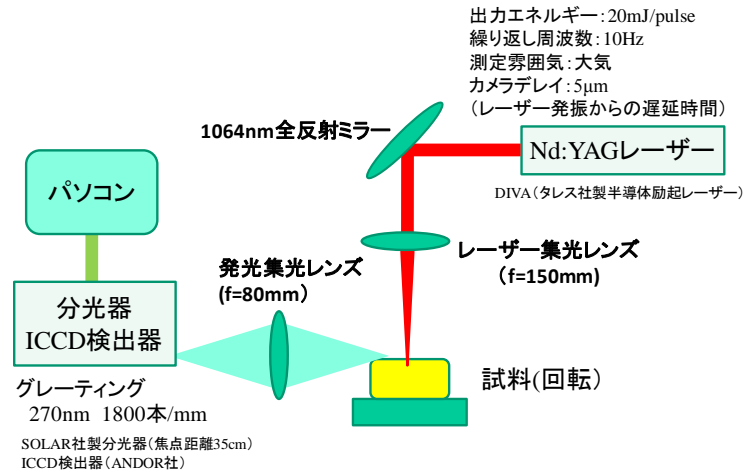 出力エネルギー：20mJ/pulse
繰り返し周波数：10Hz
測定雰囲気：大気
カメラデレイ：5μm
（レーザー発振からの遅延時間）
1064nm全反射ミラー
Nd:YAGレーザー
DIVA（タレス社製半導体励起レーザー）
パソコン
レーザー集光レンズ
（f=150mm)
発光集光レンズ
(f=80mm）
分光器
ICCD検出器
試料(回転）
グレーティング
270nm 1800本/mm
SOLAR社製分光器（焦点距離35cm）
ICCD検出器（ANDOR社）